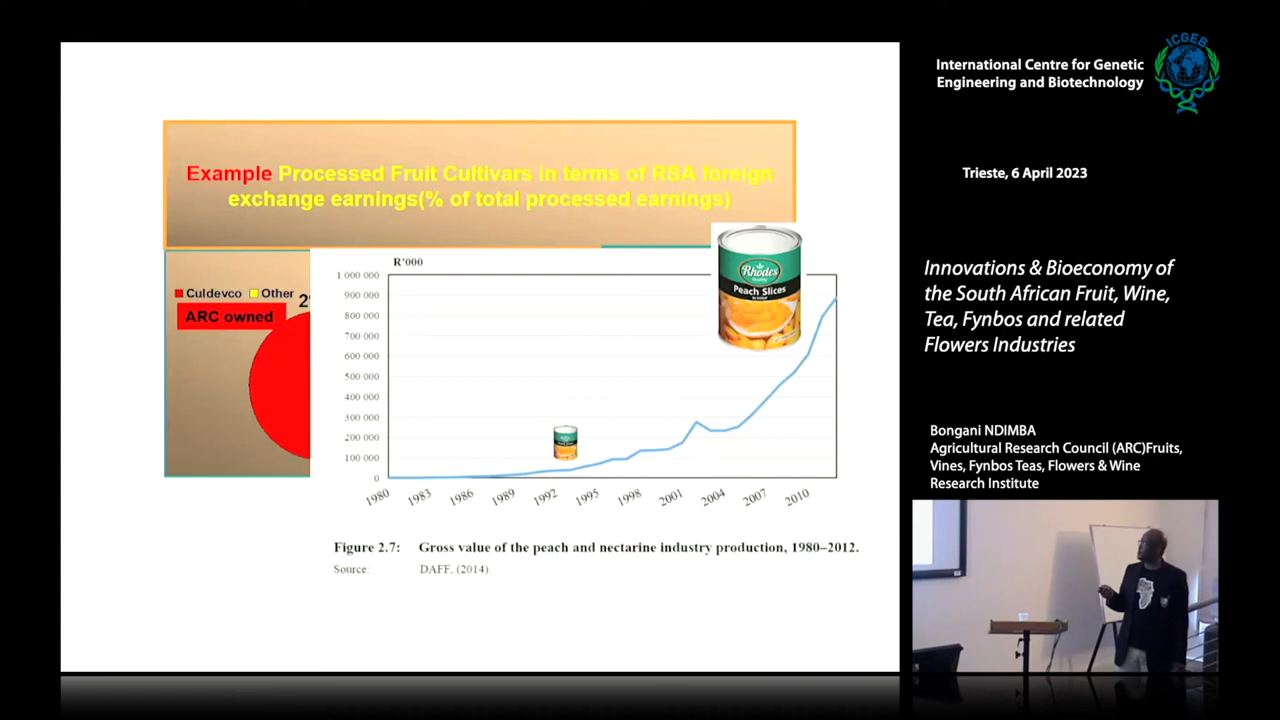 Example Processed Fruit Cultivars in terms of RSA foreign
exchange earnings(% of total processed earnings)
Culdevco Other
ARC owned
R'000
1 000 000
900 000
800 000
700 000
600 000
500 000
400 000
300 000
200 000
100 000
0
1980 1983 1986 1989 1992 1995 1998 2001 2004 2007 2010
Rhodes
Quality
Peach Slices
Figure 2.7: Gross value of the peach and nectarine industry production, 1980–2012.
Source: DAFF, (2014).
International Centre for Genetic
Engineering and Biotechnology
ICGEB
Trieste, 6 April 2023
Innovations & Bioeconomy of
the South African Fruit, Wine,
Tea, Fynbos and related
Flowers Industries
Bongani NDIMBA
Agricultural Research Council (ARC)Fruits,
Vines, Fynbos Teas, Flowers & Wine
Research Institute